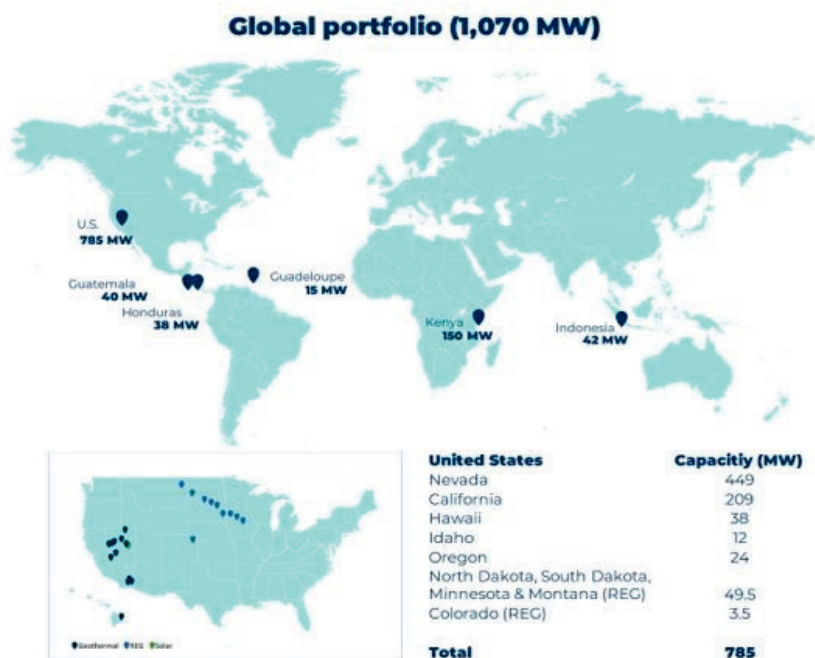 Global portfolio (1,070 MW)
U.S.
785 MW
Guatemala
40 MW
Honduras
38 MW
Guadeloupe
15 MW
Kenya
150 MW
Indonesia
42 MW
United States Capacitiy (MW)
Nevada 449
California 209
Hawaii 38
Idaho 12
Oregon 24
North Dakota, South Dakota,
Minnesota & Montana (REG) 49.5
Colorado (REG) 3.5
Total 785
Geothermal REG Solar